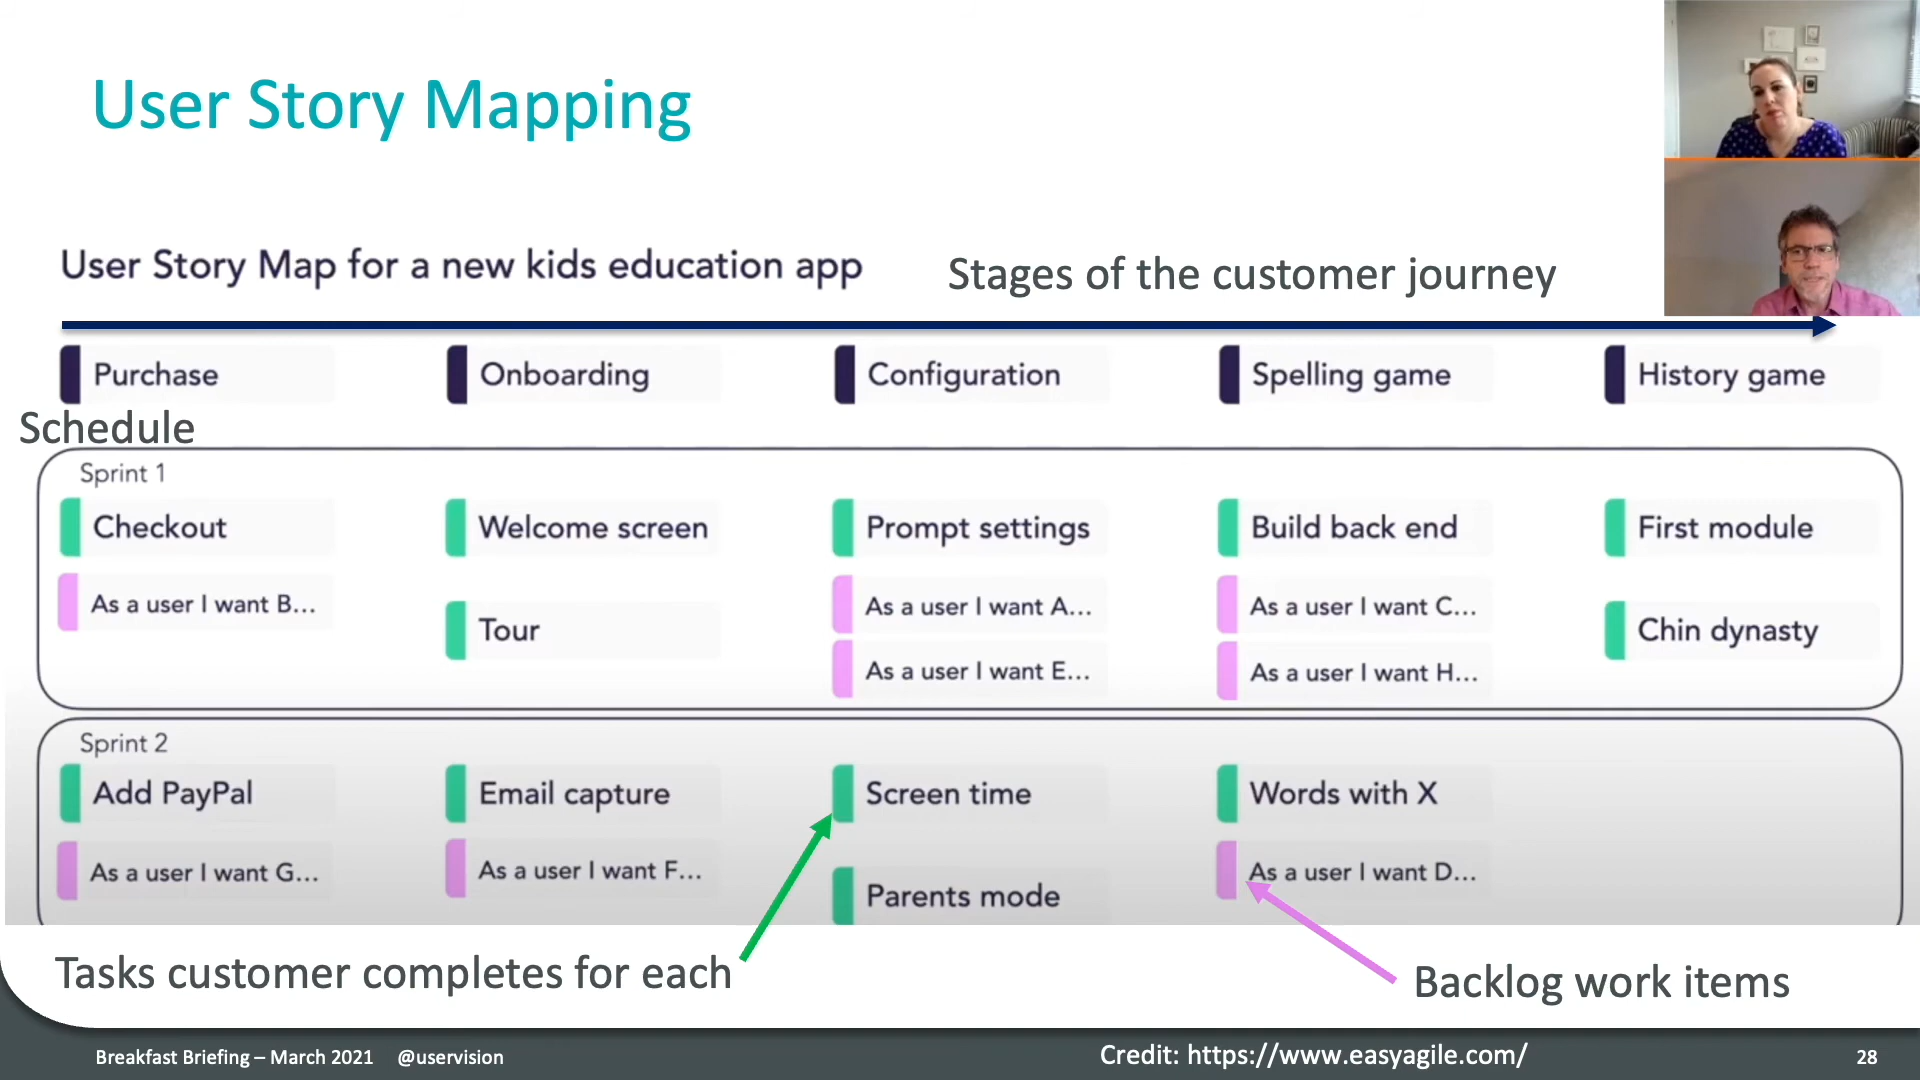 User Story Mapping
User Story Map for a new kids education app
Stages of the customer journey
Purchase
Onboarding
Configuration
Spelling game
History game
Schedule
Sprint 1
Checkout
Welcome screen
Prompt settings
Build back end
First module
As a user I want B...
Tour
As a user I want A...
As a user I want C...
Chin dynasty
As a user I want E...
As a user I want H...
Sprint 2
Add PayPal
Email capture
Screen time
Words with X
As a user I want G...
As a user I want F...
Parents mode
As a user I want D...
Tasks customer completes for each
Backlog work items
Breakfast Briefing – March 2021 @uservision
Credit: https://www.easyagile.com/
28